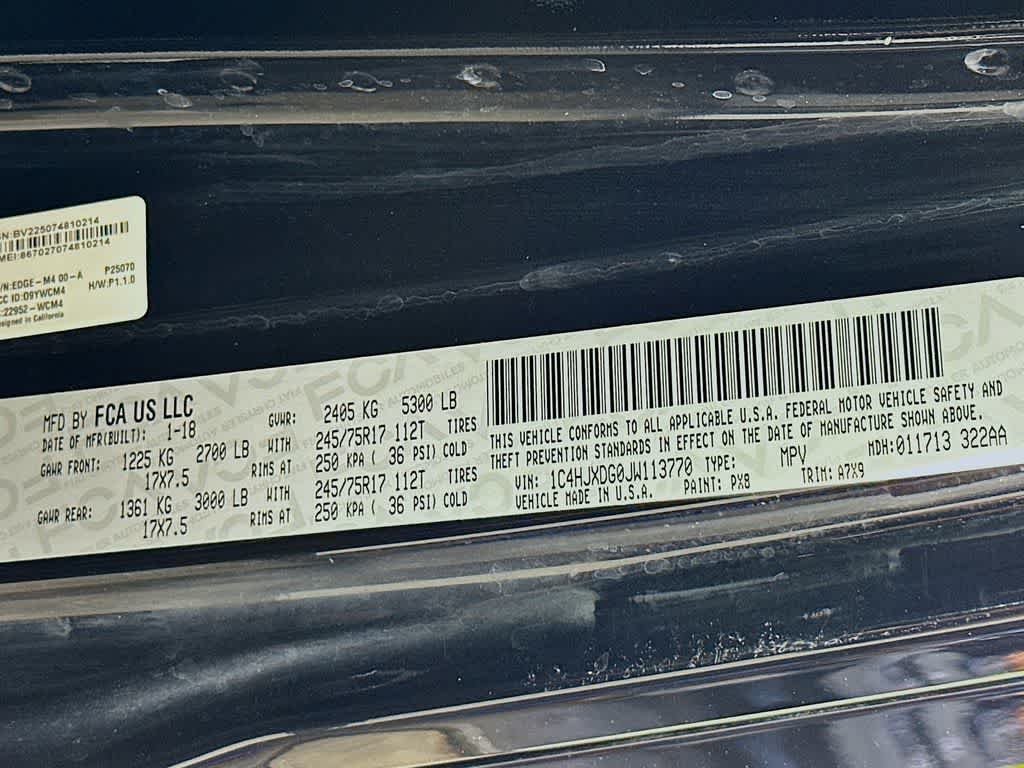 N:BV225074810214
MEI:867027074810214
/N:EDGE-M4 00-A P25070
CC ID:O9YWCM4 H/W:P1.1.0
:22952-WCM4
esigned in California
MFD BY FCA US LLC
DATE OF MFR(BUILT): 1-18 GVWR: 2405 KG 5300 LB
GAWR FRONT: 1225 KG 2700 LB WITH 245/75R17 112T TIRES
17X7.5 RIMS AT 250 KPA ( 36 PSI) COLD
GAWR REAR: 1361 KG 3000 LB WITH 245/75R17 112T TIRES
17X7.5 RIMS AT 250 KPA ( 36 PSI) COLD
THIS VEHICLE CONFORMS TO ALL APPLICABLE U.S.A. FEDERAL MOTOR VEHICLE SAFETY AND
THEFT PREVENTION STANDARDS IN EFFECT ON THE DATE OF MANUFACTURE SHOWN ABOVE.
VIN: 1C4HJXDG0JW113770 TYPE: MPV MDH:011713 322AA
VEHICLE MADE IN U.S.A. PAINT: PX8 TRIM: A7X9